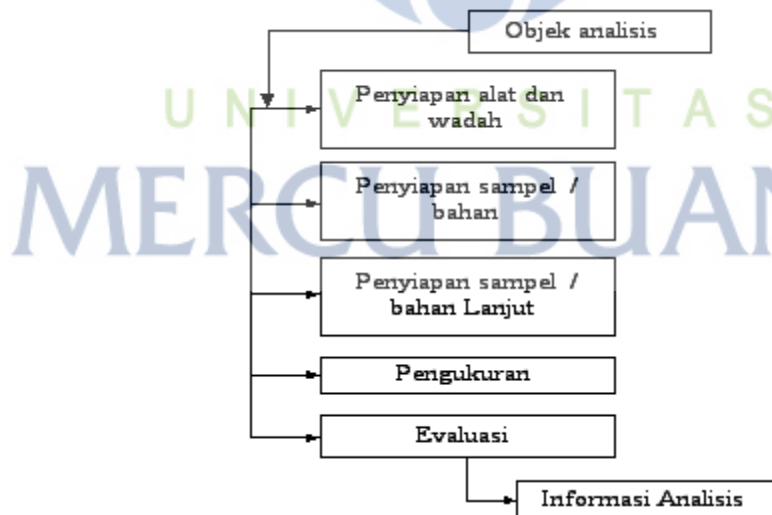 Objek analisis
UNIVERSITAS
Penyiapan alat dan
wadah
MERCU BUAN
Penyiapan sampel /
bahan
Penyiapan sampel /
bahan Lanjut
Pengukuran
Evaluasi
Informasi Analisis